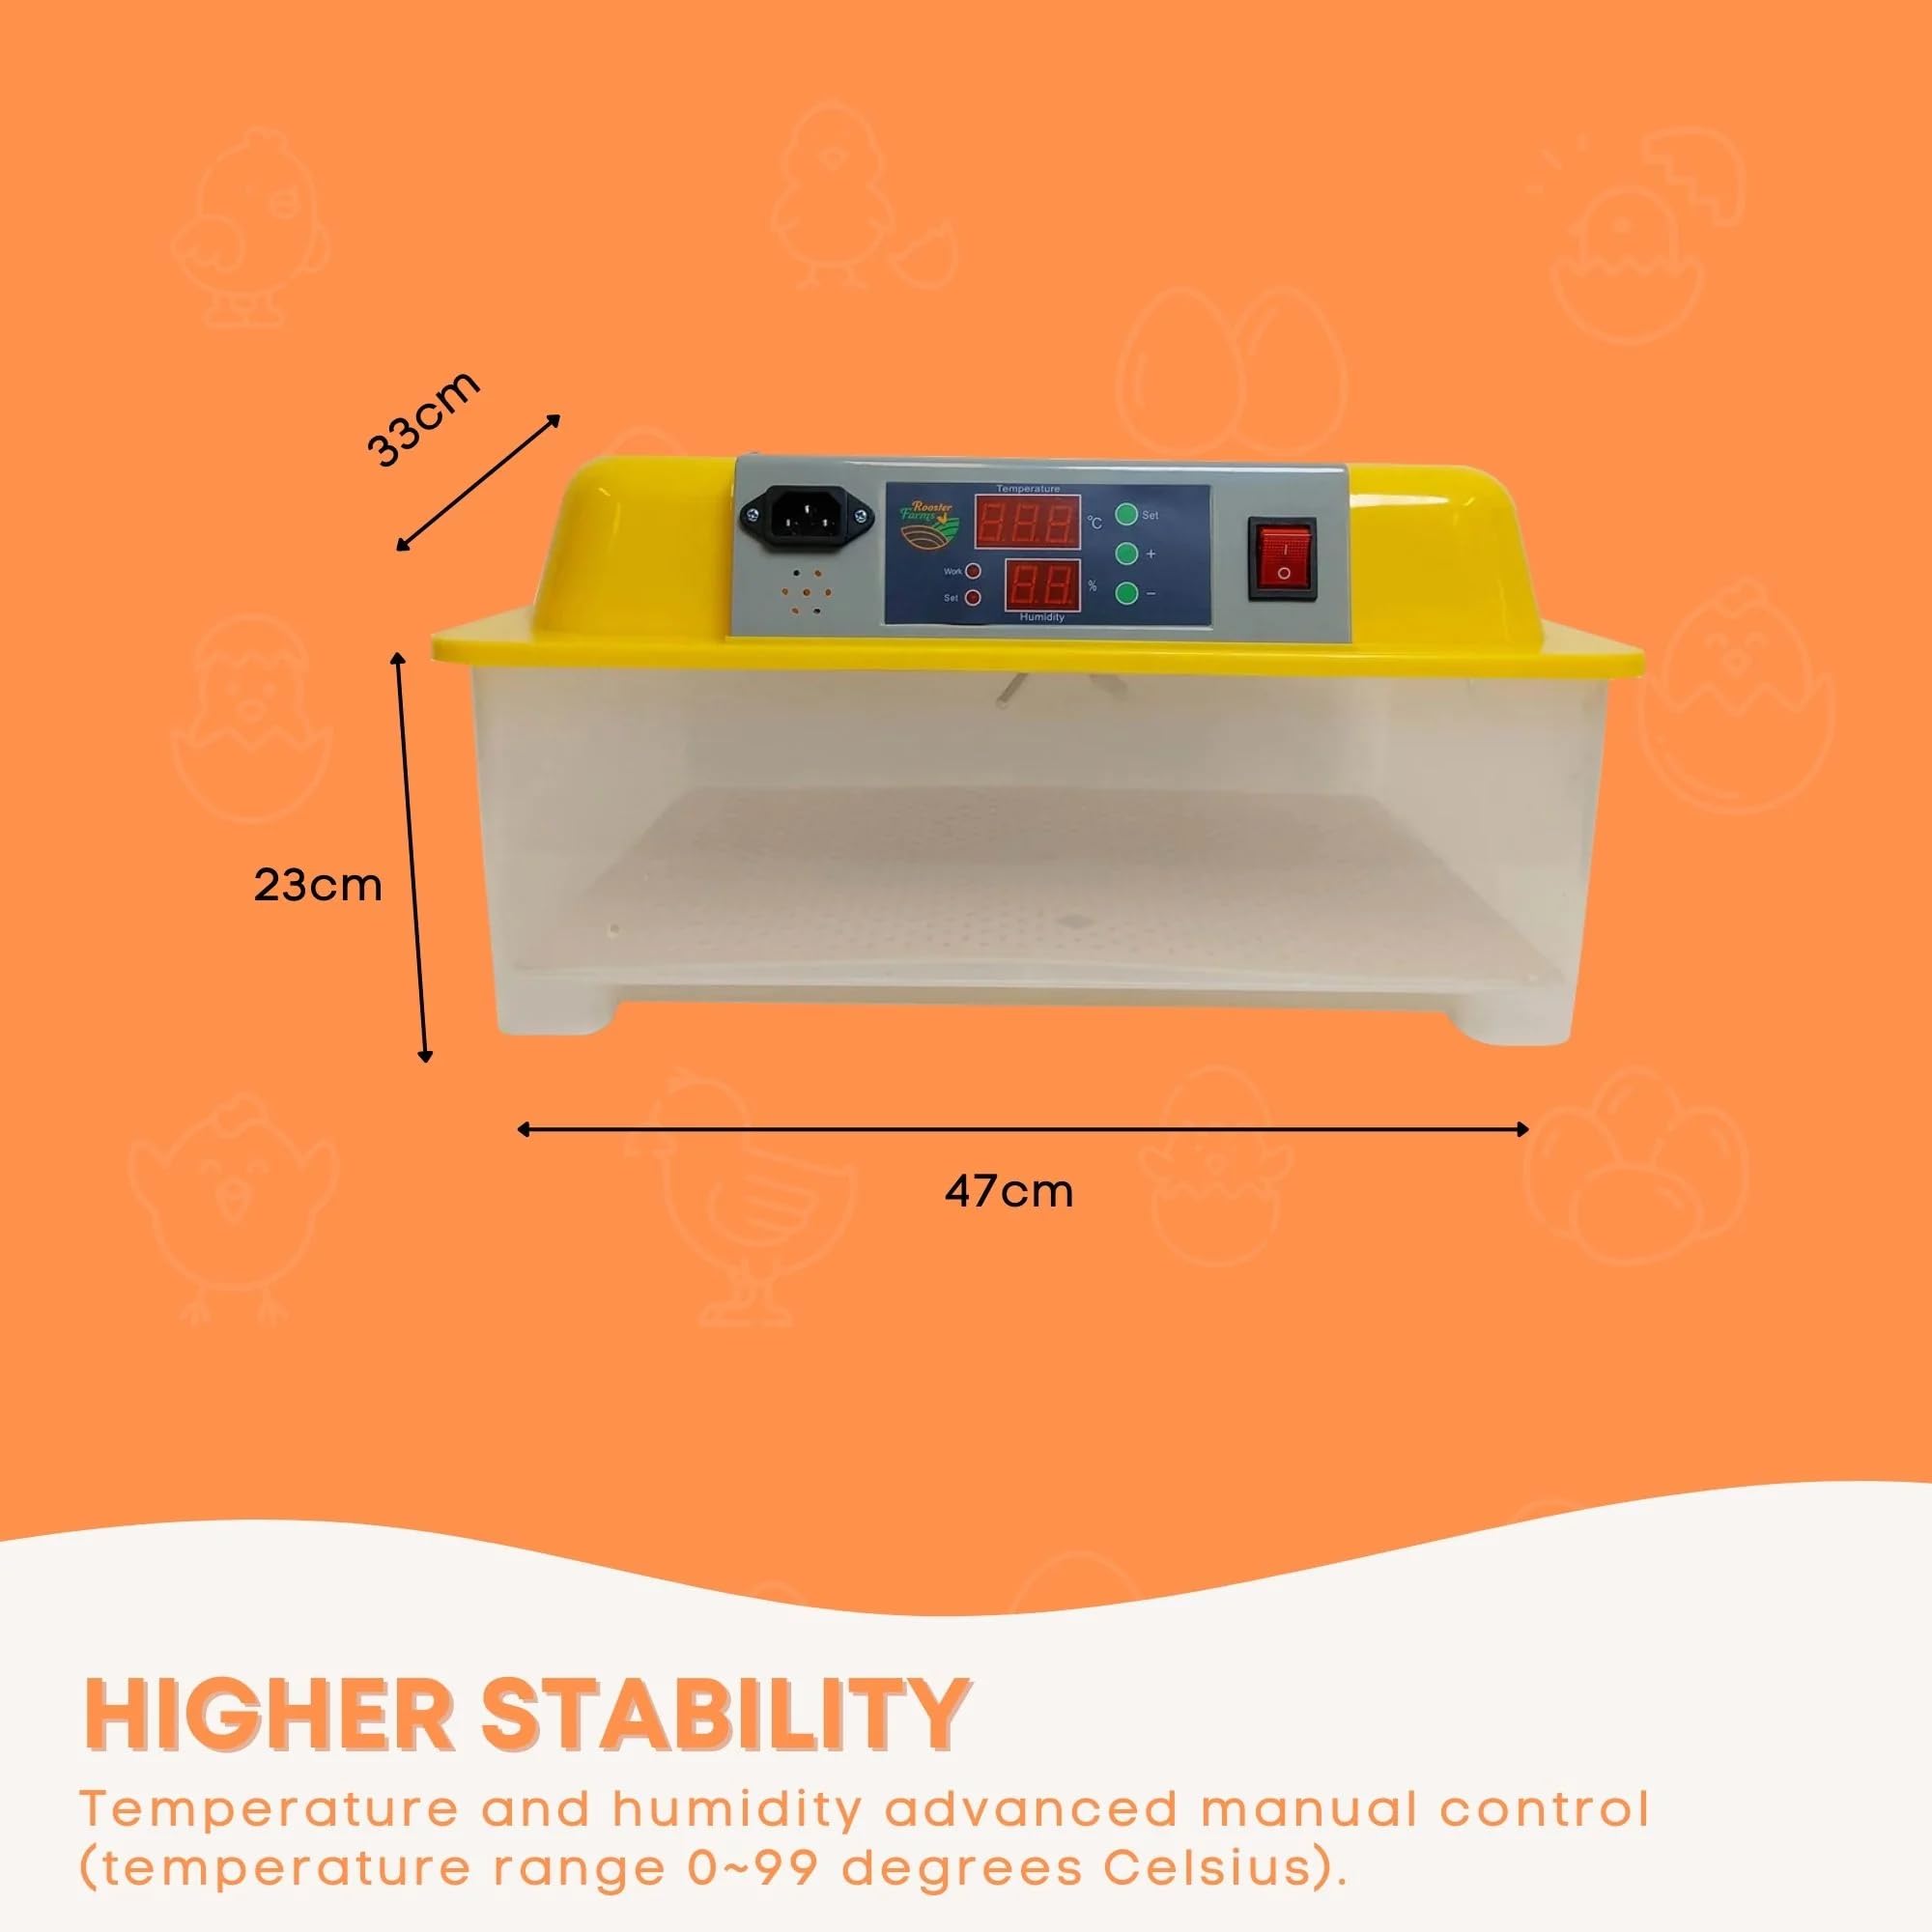 33cm
Temperature
Rooster
Farms
°C
Set
+
Work
%
Set
−
Humidity
23cm
47cm
HIGHER STABILITY
Temperature and humidity advanced manual control
(temperature range 0~99 degrees Celsius).